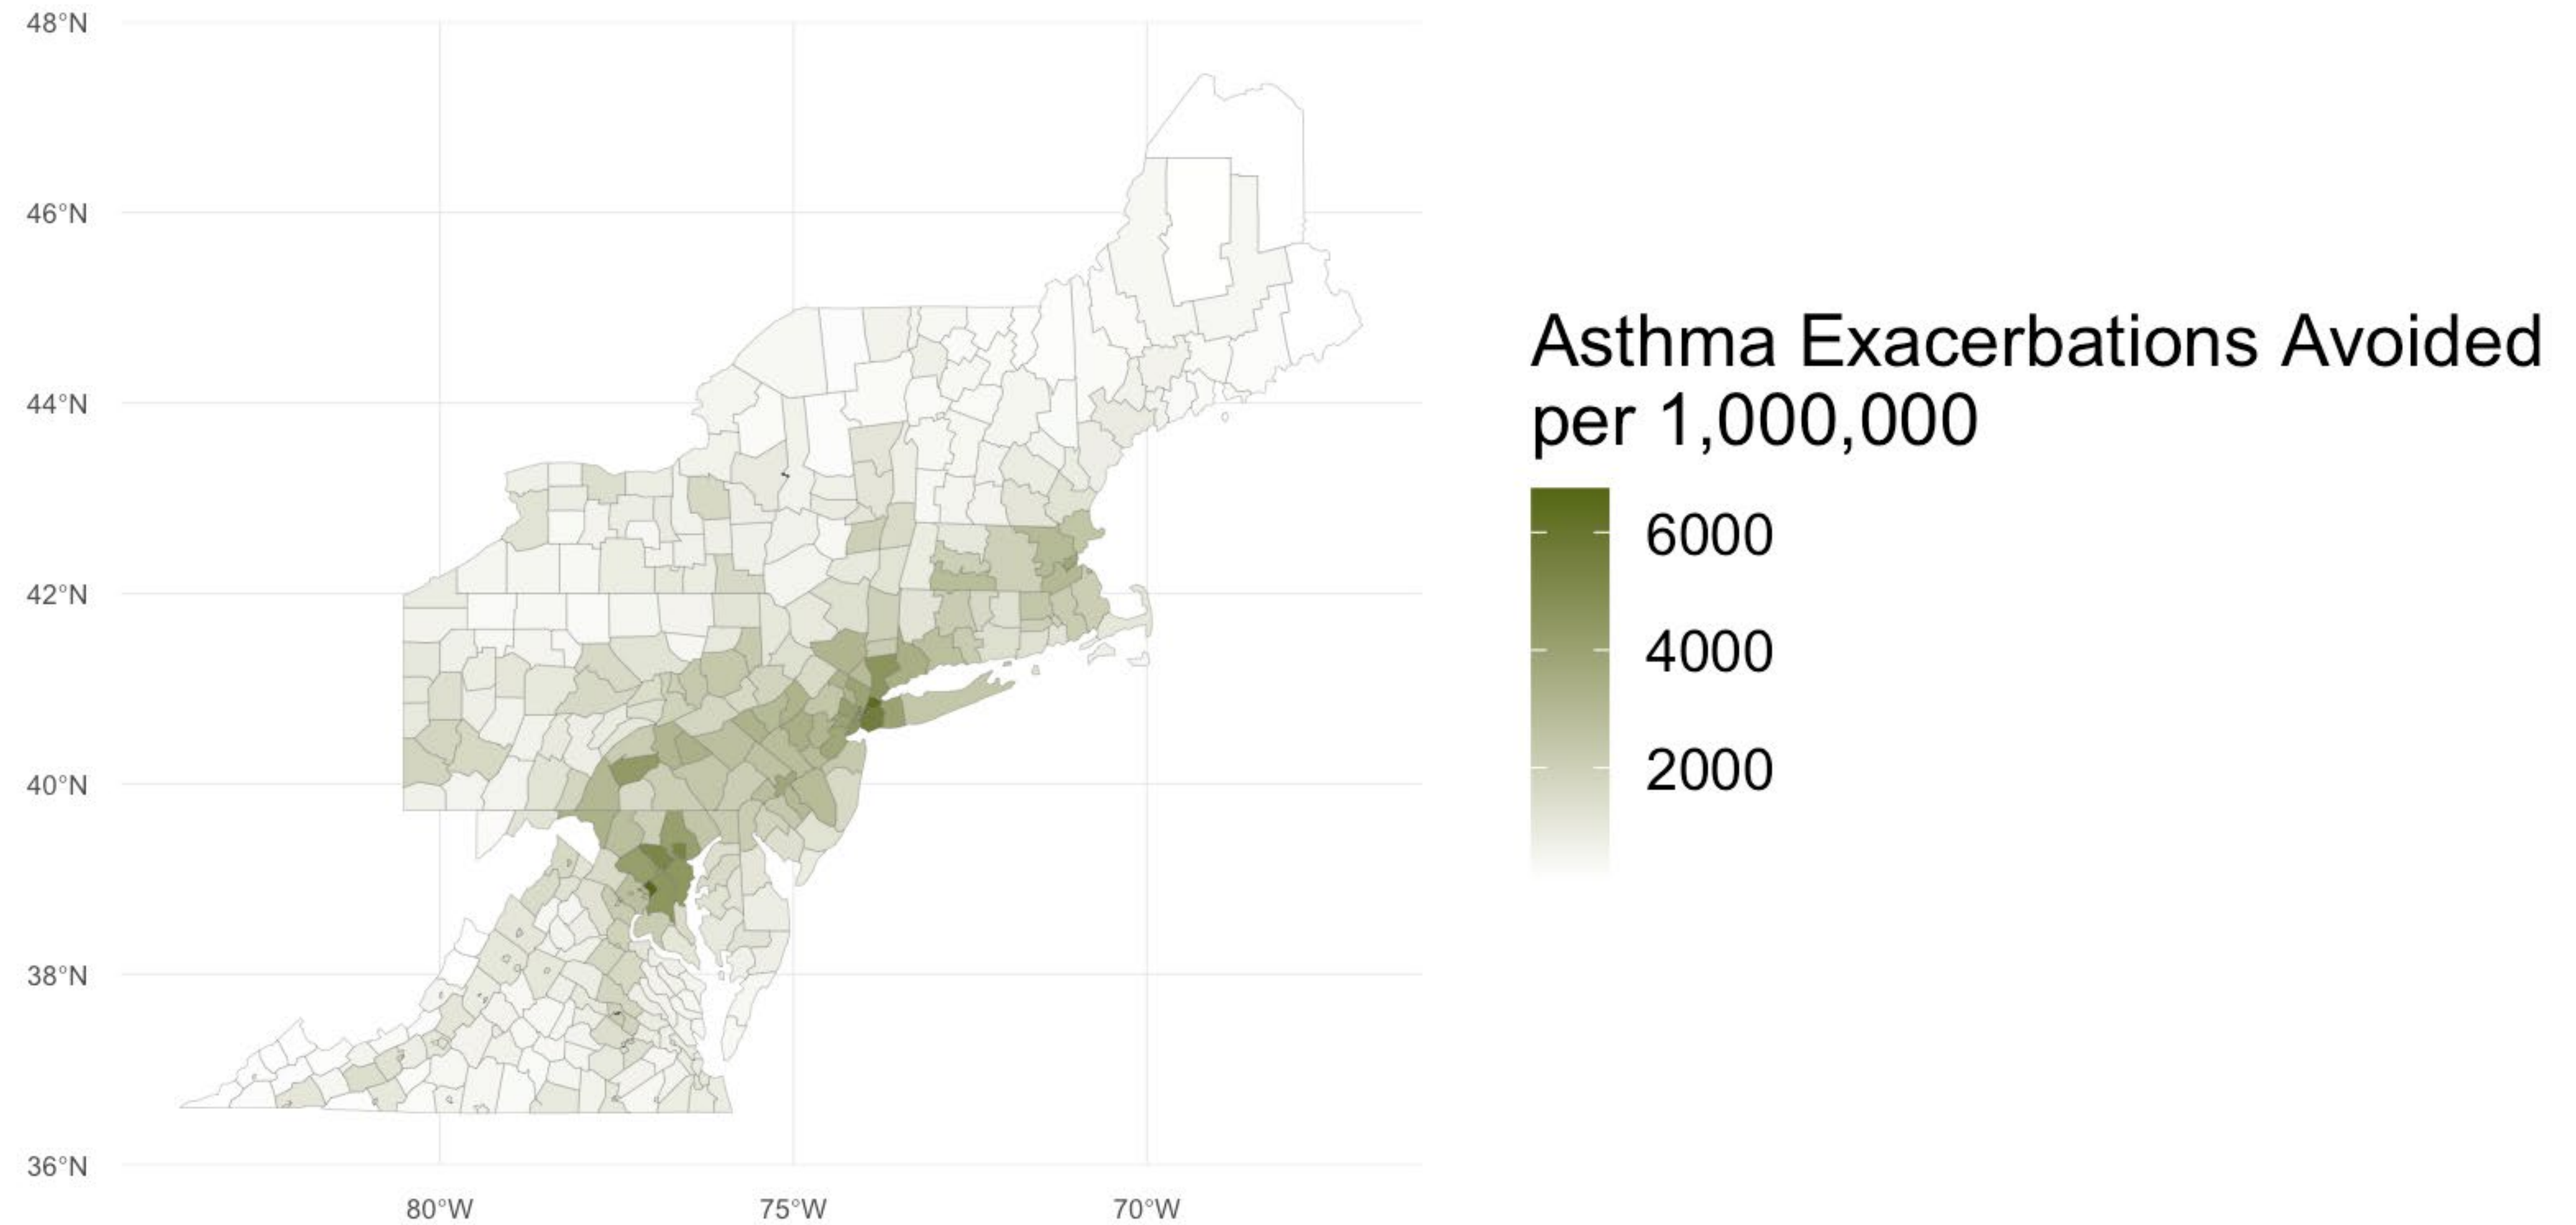 48°N
46°N
44°N
42°N
40°N
38°N
36°N
80°W
75°W
70°W
Asthma Exacerbations Avoided
per 1,000,000
6000
4000
2000